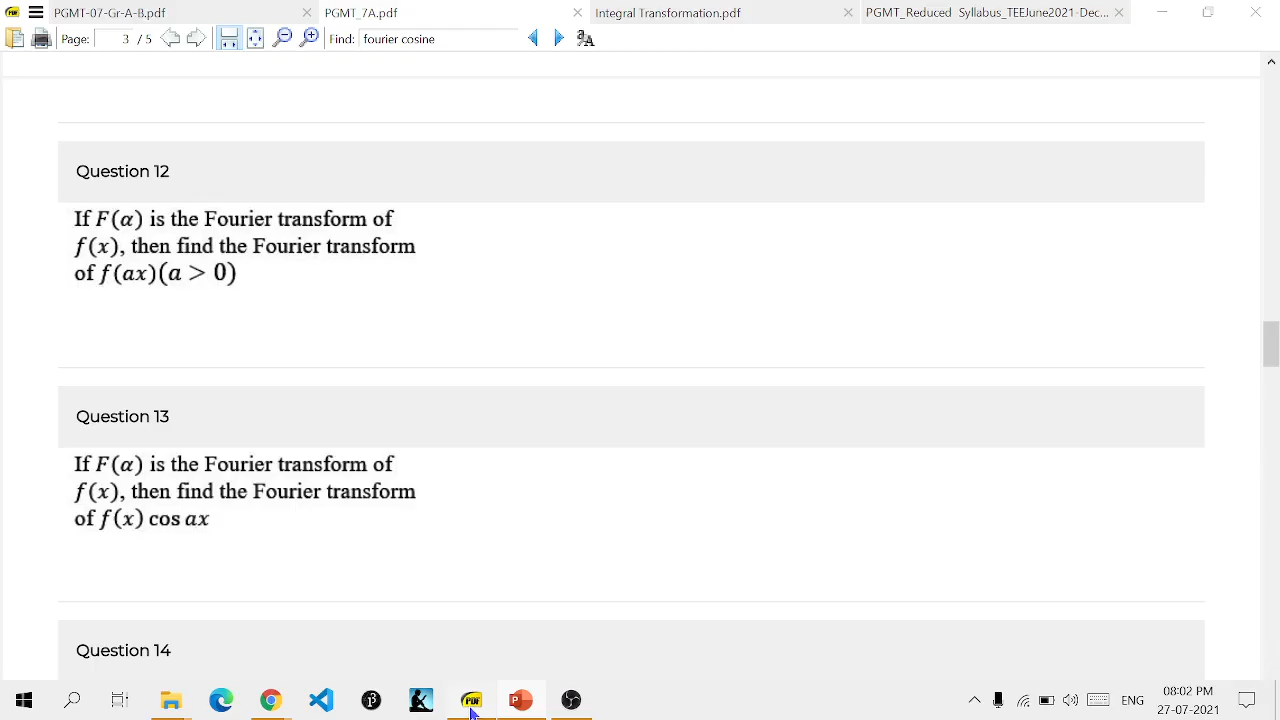 PGMT-07-Gr-A-B.pdf
PGMT_7A.pdf
Integral Transformation.pdf
PGMT_Roduced _Syllabus_TEEJune2021-Dec...
Page: 3 / 5
Find: fourier cosine
Question 12
If F(α) is the Fourier transform of
f(x), then find the Fourier transform
of f(ax)(a > 0)
Question 13
If F(α) is the Fourier transform of
f(x), then find the Fourier transform
of f(x) cos ax
Question 14
PDF
ENG
08:02 PM
27-07-2021